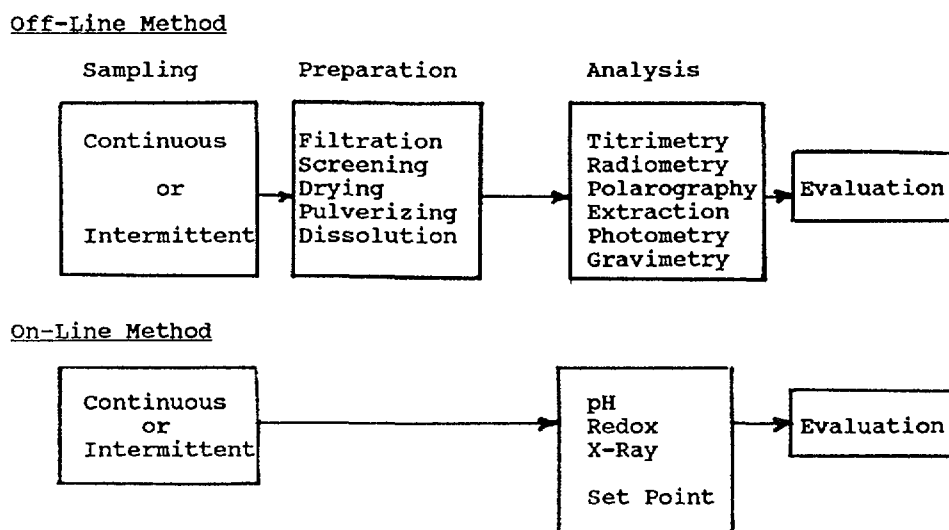 Off-Line Method
Sampling
Preparation
Analysis
Continuous
or
Intermittent
Filtration
Screening
Drying
Pulverizing
Dissolution
Titrimetry
Radiometry
Polarography
Extraction
Photometry
Gravimetry
Evaluation
On-Line Method
Continuous
or
Intermittent
pH
Redox
X-Ray
Set Point
Evaluation